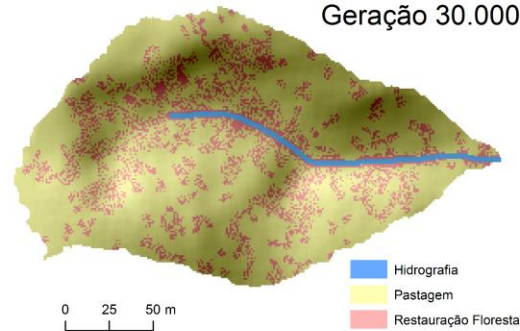 Geração 30.000
Hidrografia
Pastagem
0 25 50 m
Restauração Floresta